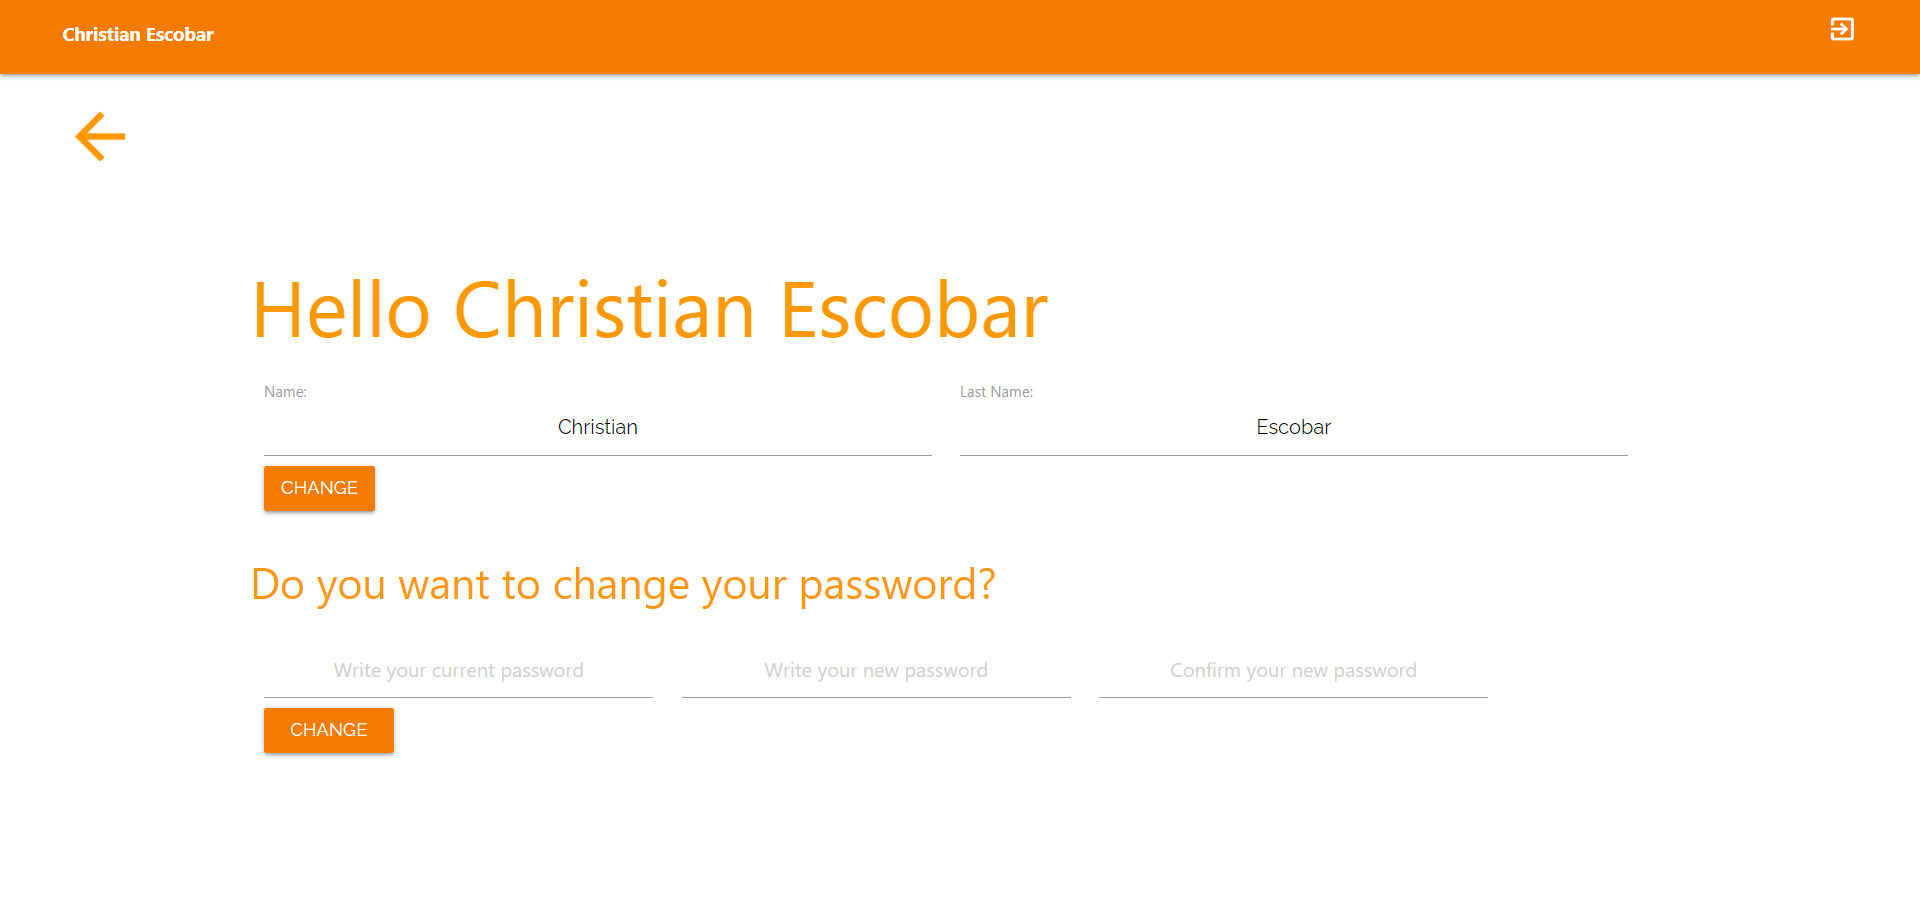 Christian Escobar
Hello Christian Escobar
Name: Last Name:
Christian Escobar
CHANGE
Do you want to change your password?
Write your current password Write your new password Confirm your new password
CHANGE